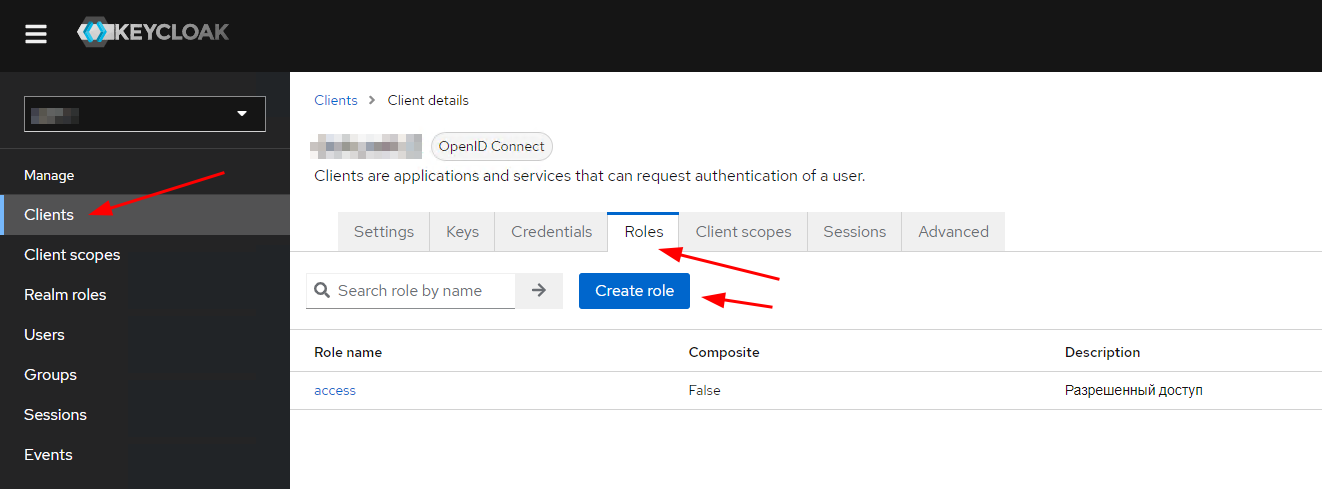 KEYCLOAK
Clients > Client details
OpenID Connect
Clients are applications and services that can request authentication of a user.
Manage
Clients
Client scopes
Realm roles
Users
Groups
Sessions
Events
Settings Keys Credentials Roles Client scopes Sessions Advanced
Search role by name
Create role
Role name Composite Description
access False Разрешенный доступ